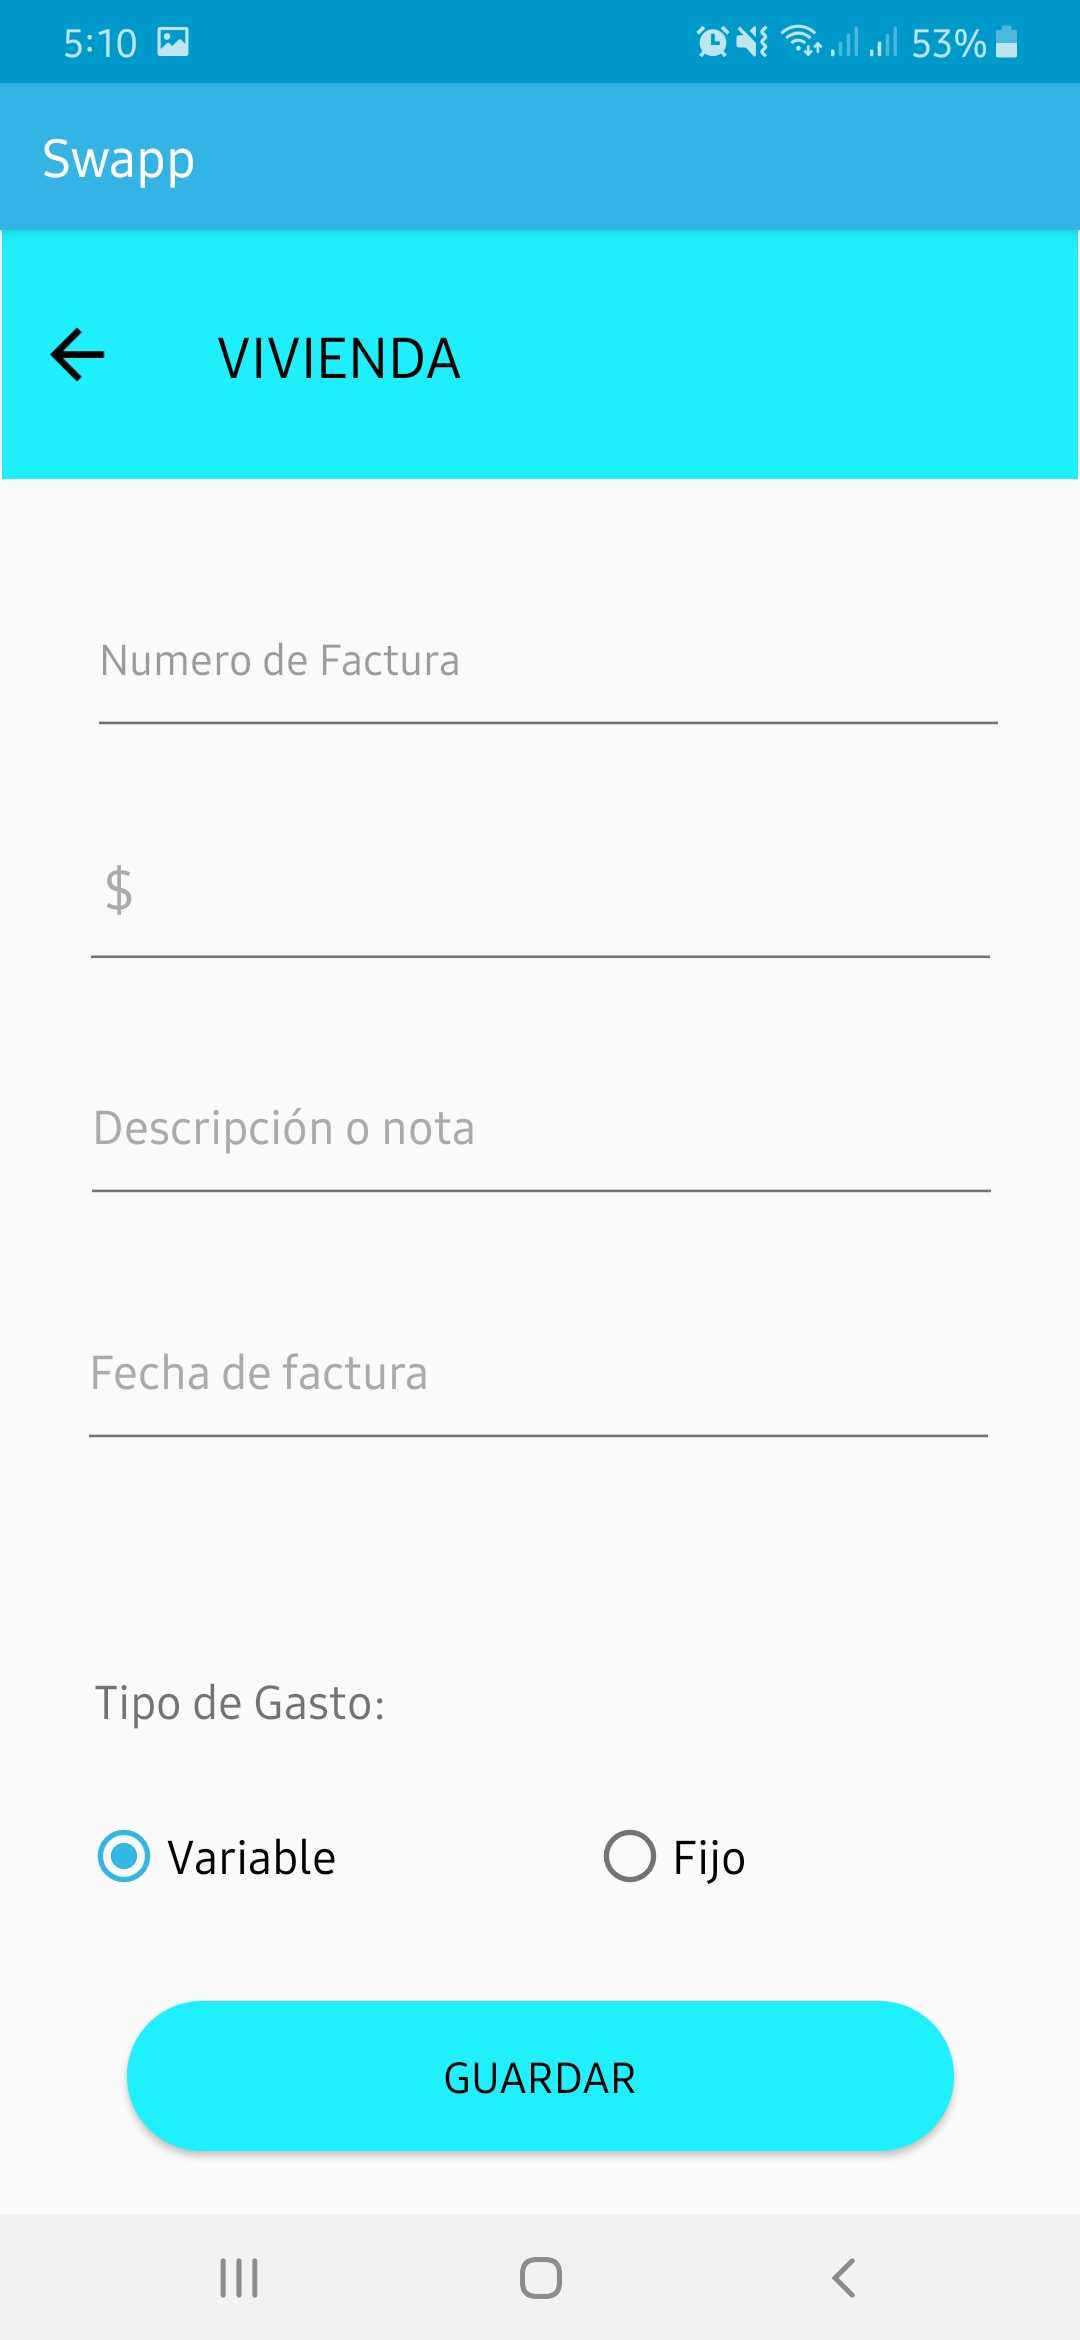 5:10 53%
Swapp
VIVIENDA
Numero de Factura
$
Descripción o nota
Fecha de factura
Tipo de Gasto:
Variable Fijo
GUARDAR